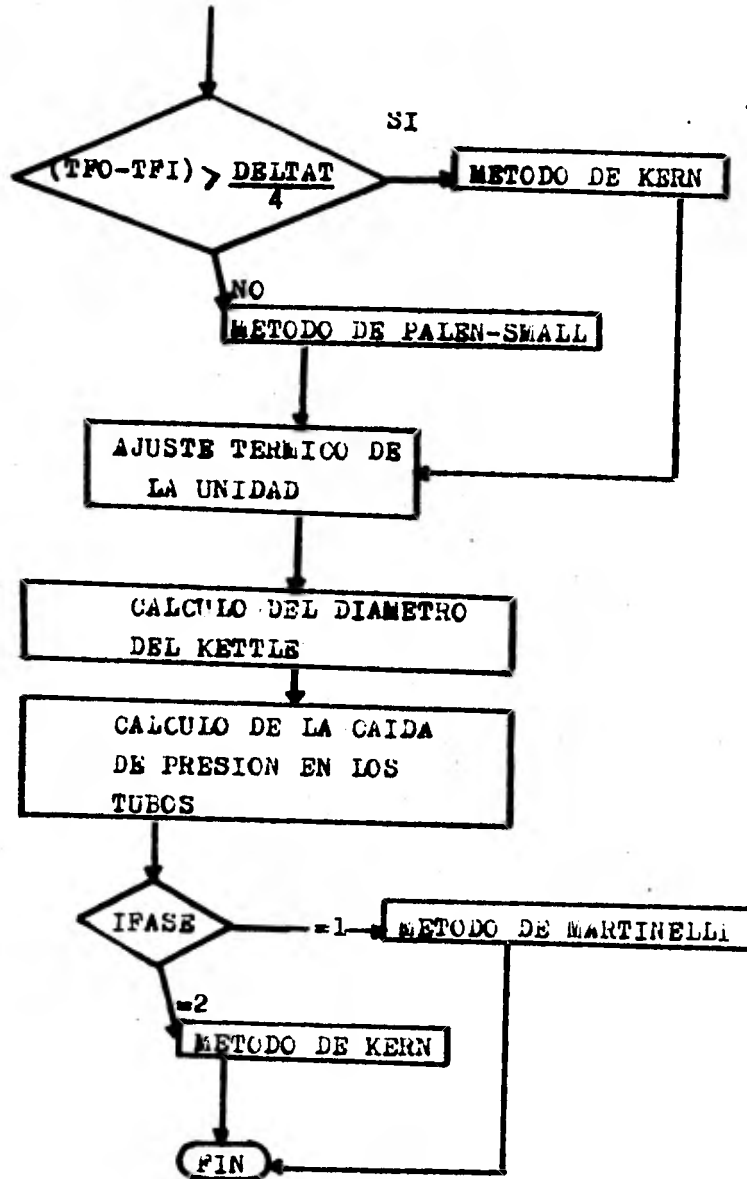 SI
(TFO-TFI) > DELTAT
4
METODO DE KERN
NO
METODO DE PALEN-SMALL
AJUSTE TERMICO DE
LA UNIDAD
CALCULO DEL DIAMETRO
DEL KETTLE
CALCULO DE LA CAIDA
DE PRESION EN LOS
TUBOS
IFASE
=1
METODO DE MARTINELLI
=2
METODO DE KERN
FIN